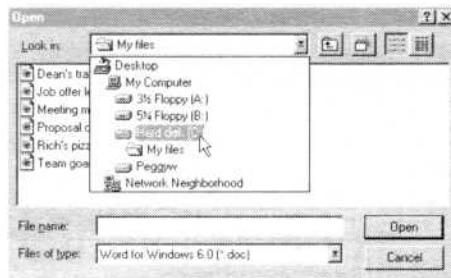 Open
Look in:
My files
Desktop
My Computer
3½ Floppy (A:)
5¼ Floppy (B:)
Hard disk (C:)
My files
Peggyw
Network Neighborhood
Dean's tra
Job offer l
Meeting m
Proposal c
Rich's pizz
Team goa
File name:
Open
Files of type:
Word for Windows 6.0 (*.doc)
Cancel